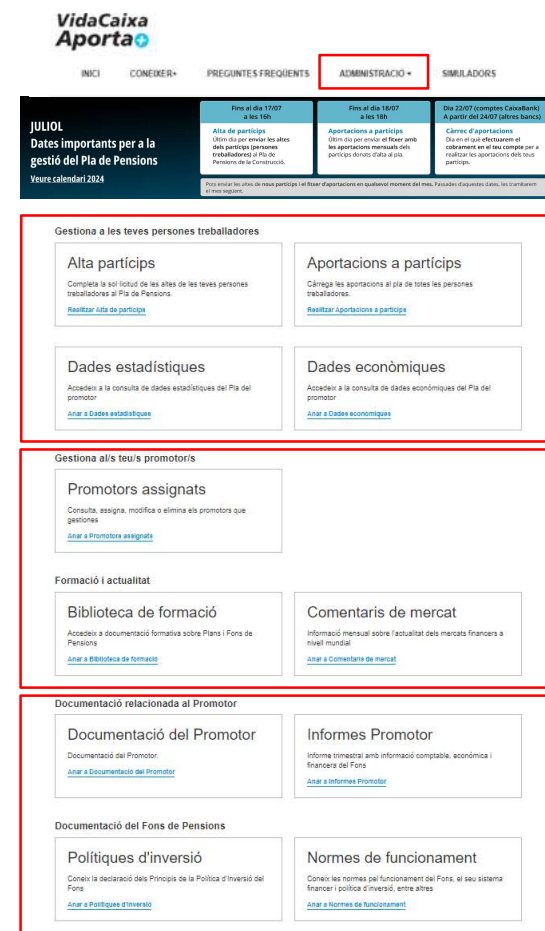 VidaCaixa
Aporta
INICI CONEIXER PREGUNTES FREQÜENTS ADMINISTRACIÓ SIMULADORS
JULIOL
Dates importants per a la
gestió del Pla de Pensions
Veure calendari 2024
Fins al dia 17/07
a les 16h
Alta de partícips
Últim dia per enviar les altes
dels partícips (persones
treballadores) al Pla de
Pensions de la Construcció.
Fins al dia 18/07
a les 18h
Aportacions a partícips
Últim dia per enviar el fitxer amb
les aportacions mensuals dels
partícips donats d'alta al pla.
Dia 22/07 (comptes CaixaBank)
A partir del 24/07 (altres bancs)
Càrrec d'aportacions
Dia en el què efectuarem el
cobrament en el teu compte per a
realitzar les aportacions dels teus
partícips.
Pots enviar les altes de nous partícips i el fitxer d'aportacions en qualsevol moment del mes. Passades d'aquestes dates, les tramitarem
el mes següent.
Gestiona a les teves persones treballadores
Alta partícips
Completa la sol·licitud de les altes de les teves persones
treballadores al Pla de Pensions.
Realitzar Alta de partícips
Aportacions a partícips
Càrrega les aportacions al pla de totes les persones
treballadores.
Realitzar Aportacions a partícips
Dades estadístiques
Accedeix a la consulta de dades estadístiques del Pla del
promotor
Anar a Dades estadístiques
Dades econòmiques
Accedeix a la consulta de dades econòmiques del Pla del
promotor
Anar a Dades econòmiques
Gestiona al/s teu/s promotor/s
Promotors assignats
Consulta, assigna, modifica o elimina els promotors que
gestiones
Anar a Promotors assignats
Formació i actualitat
Biblioteca de formació
Accedeix a documentació formativa sobre Plans i Fons de
Pensions
Anar a Biblioteca de formació
Comentaris de mercat
Informació mensual sobre l'actualitat dels mercats financers a
nivell mundial
Anar a Comentaris de mercat
Documentació relacionada al Promotor
Documentació del Promotor
Documentació del Promotor.
Anar a Documentació del Promotor
Informes Promotor
Informe trimestral amb informació comptable, econòmica i
financera del Fons
Anar a Informes Promotor
Documentació del Fons de Pensions
Polítiques d'inversió
Coneix la declaració dels Principis de la Política d'Inversió del
Fons
Anar a Polítiques d'Inversió
Normes de funcionament
Coneix les normes pel funcionament del Fons, el seu sistema
financer i política d'inversió, entre altres
Anar a Normes de funcionament